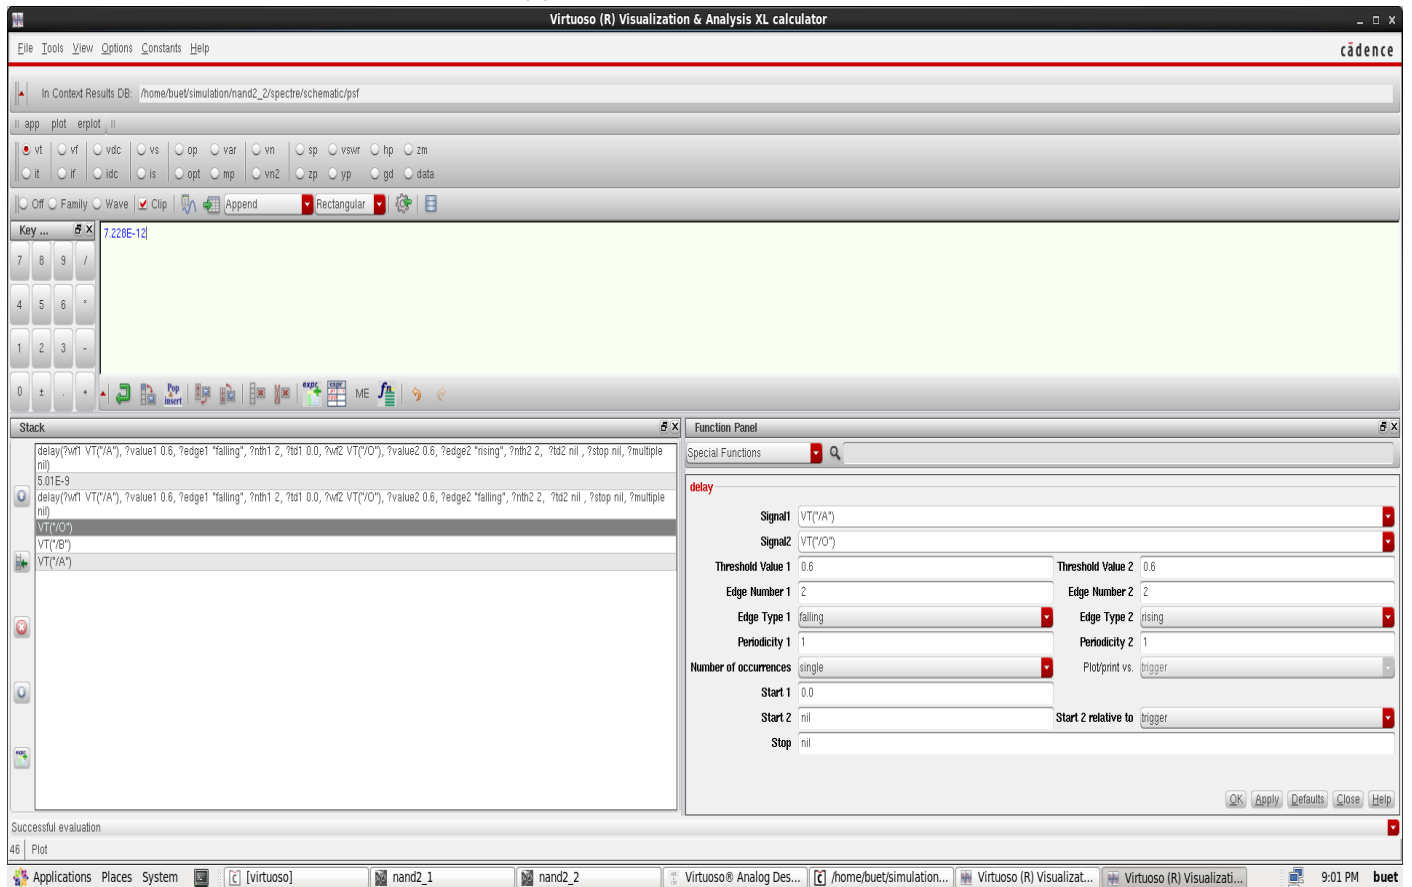 Virtuoso (R) Visualization & Analysis XL calculator
File Tools View Options Constants Help
cādence
In Context Results DB: /home/buet/simulation/nand2_2/spectre/schematic/psf
app plot erplot
vt vf vdc vs op var vn sp vswr hp zm
it if idc is opt mp vn2 zp yp gd data
Off Family Wave Clip Append Rectangular
Key ...
7.228E-12
7 8 9 /
4 5 6 *
1 2 3 -
0 ± . +
Pop insert expr expr ME fn
Stack
delay(?wf1 VT("/A"), ?value1 0.6, ?edge1 "falling", ?nth1 2, ?td1 0.0, ?wf2 VT("/O"), ?value2 0.6, ?edge2 "rising", ?nth2 2, ?td2 nil , ?stop nil, ?multiple
nil)
5.01E-9
delay(?wf1 VT("/A"), ?value1 0.6, ?edge1 "falling", ?nth1 2, ?td1 0.0, ?wf2 VT("/O"), ?value2 0.6, ?edge2 "falling", ?nth2 2, ?td2 nil , ?stop nil, ?multiple
nil)
VT("/O")
VT("/B")
VT("/A")
expr
Function Panel
Special Functions
delay
Signal1 VT("/A")
Signal2 VT("/O")
Threshold Value 1 0.6 Threshold Value 2 0.6
Edge Number 1 2 Edge Number 2 2
Edge Type 1 falling Edge Type 2 rising
Periodicity 1 1 Periodicity 2 1
Number of occurrences single Plot/print vs. trigger
Start 1 0.0
Start 2 nil Start 2 relative to trigger
Stop nil
OK Apply Defaults Close Help
Successful evaluation
46 Plot
Applications Places System [virtuoso] nand2_1 nand2_2 Virtuoso® Analog Des... /home/buet/simulation... Virtuoso (R) Visualizat... Virtuoso (R) Visualizati... 9:01 PM buet